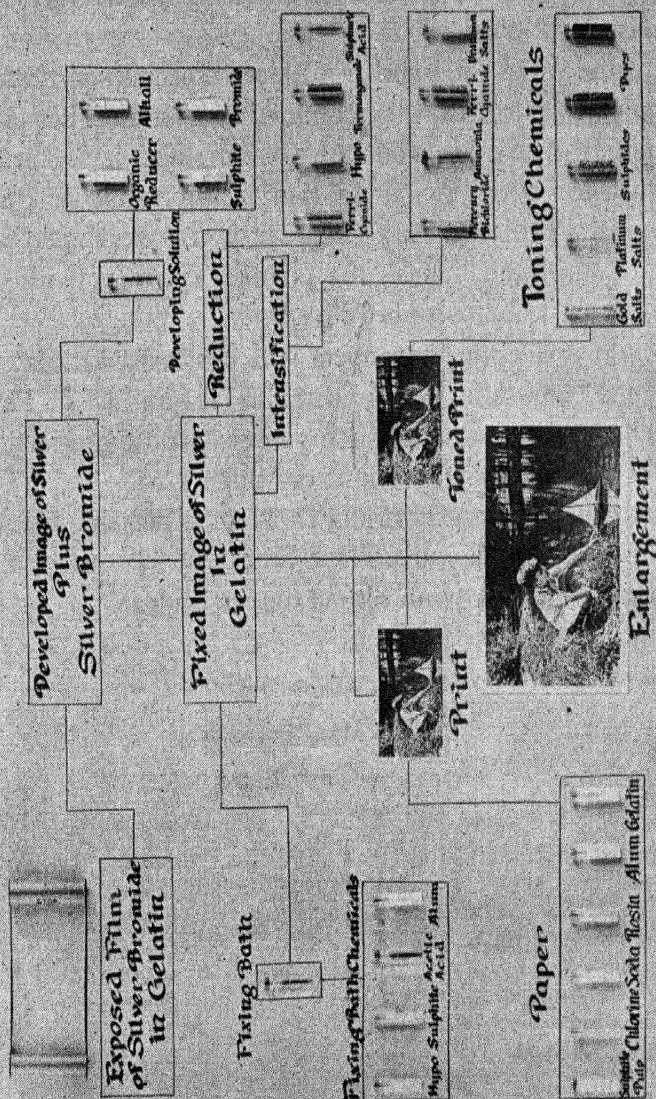 Exposed Film
of Silver Bromide
in Gelatin
Developed Image of Silver
Plus
Silver Bromide
Developing Solution
Organic
Reducer
Alkali
Sulphite
Bromide
Fixing Bath
Fixing Bath Chemicals
Hypo
Sulphite
Acetic
Acid
Alum
Fixed Image of Silver
In
Gelatin
Reduction
Ferri-
Cyanide
Hypo
Permanganate
Sulphuric
Acid
Intensification
Mercury
Bichloride
Ammonia
Ferri-
Cyanide
Uranium
Salts
Print
Toned Print
Toning Chemicals
Gold
Salts
Platinum
Salts
Sulphides
Dyes
Paper
Sulphite
Pulp
Chlorine
Soda
Rosin
Alum
Gelatin
Enlargement